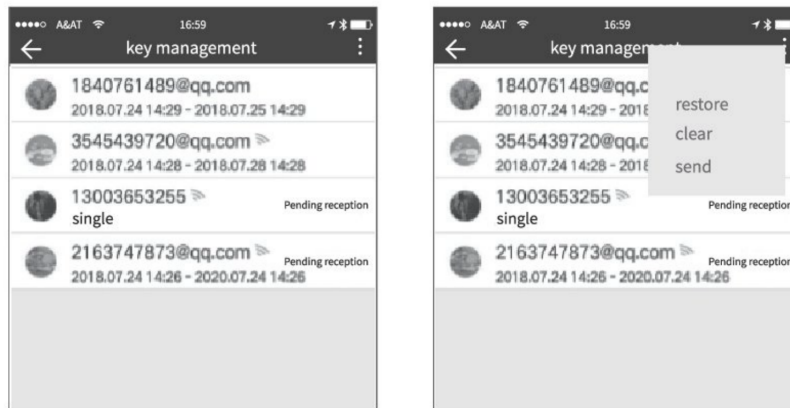 A&AT 16:59
key management
1840761489@qq.com
2018.07.24 14:29 - 2018.07.25 14:29
3545439720@qq.com
2018.07.24 14:28 - 2018.07.28 14:28
13003653255
single
Pending reception
2163747873@qq.com
Pending reception
2018.07.24 14:26 - 2020.07.24 14:26
A&AT 16:59
key manage
1840761489@qq.c
2018.07.24 14:29 - 2018
3545439720@qq.c
2018.07.24 14:28 - 2018
restore
clear
send
13003653255
single
Pending reception
2163747873@qq.com
Pending reception
2018.07.24 14:26 - 2020.07.24 14:26